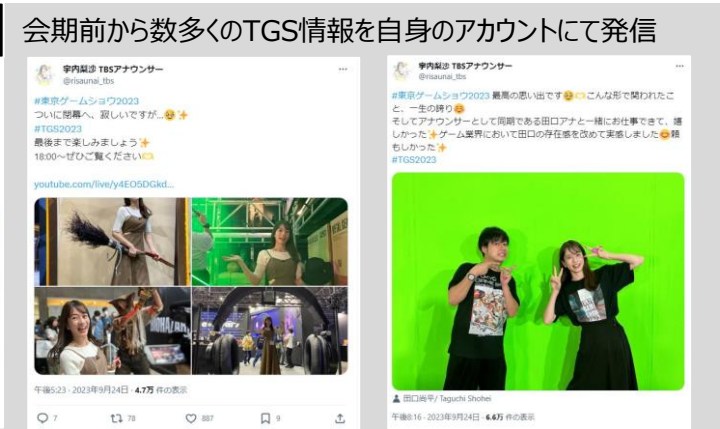 会期前から数多くのTGS情報を自身のアカウントにて発信
宇内梨沙 TBSアナウンサー
@risaunai_tbs
#東京ゲームショウ2023
ついに閉幕へ、寂しいですが...🥹✨
#TGS2023
最後まで楽しみましょう✨
18:00〜ぜひご覧ください🫶
youtube.com/live/y4EO5DGkd...
午後5:23 · 2023年9月24日 · 4.7万 件の表示
7 78 887 9
宇内梨沙 TBSアナウンサー
@risaunai_tbs
#東京ゲームショウ2023 最高の思い出です🥹🫶こんな形で関われたこ
と、一生の誇り😊
そしてアナウンサーとして同期である田口アナと一緒にお仕事できて、嬉
しかった✨ゲーム業界において田口の存在感を改めて実感しました😊頼
もしかった✨
#TGS2023
田口尚平/ Taguchi Shohei
午後8:16 · 2023年9月24日 · 6.6万 件の表示